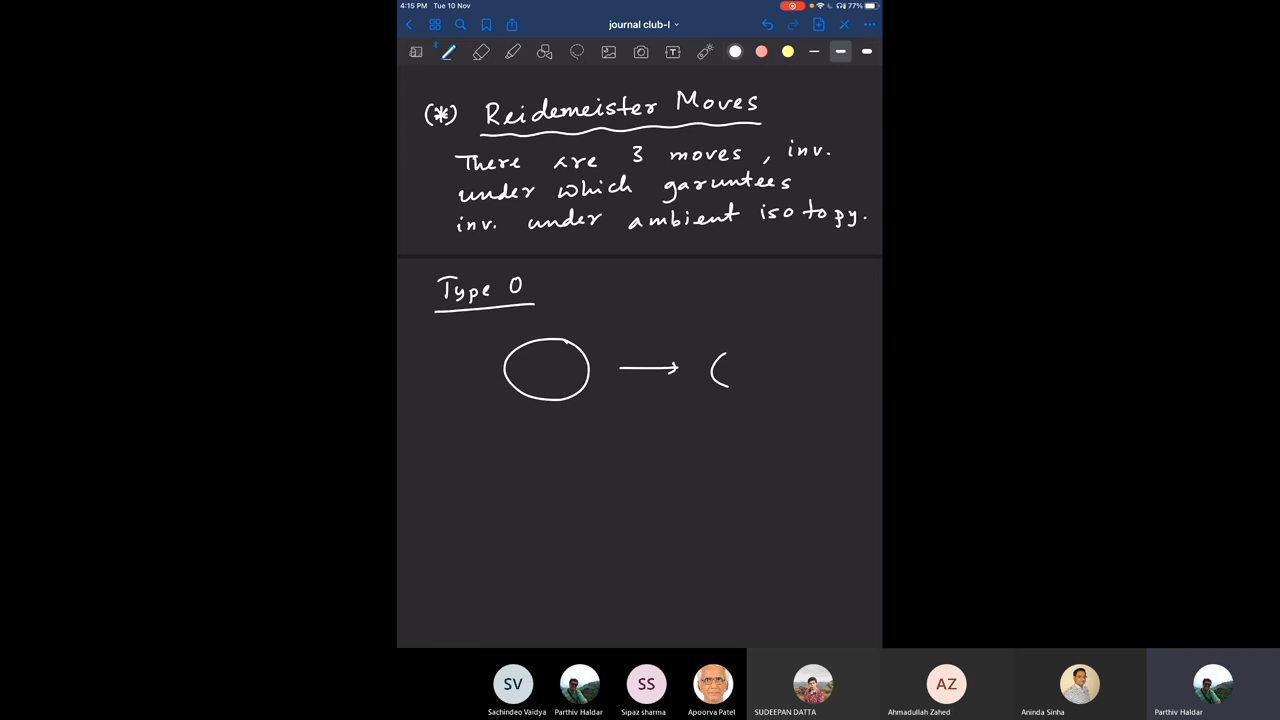 4:15 PM Tue 10 Nov
77%
journal club-I
(*) Reidemeister Moves
There are 3 moves, inv.
under which garuntees
inv. under ambient isotopy.
Type 0
SV
SS
AZ
Sachindeo Vaidya
Parthiv Haldar
Sipaz sharma
Apoorva Patel
SUDEEPAN DATTA
Ahmadullah Zahed
Aninda Sinha
Parthiv Haldar